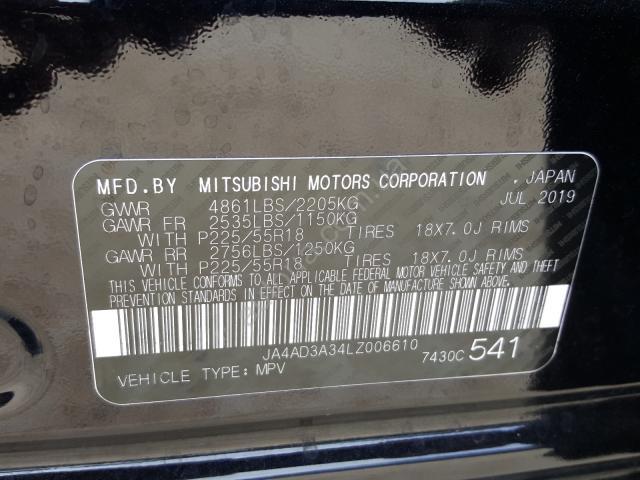 MFD.BY MITSUBISHI MOTORS CORPORATION , JAPAN
GVWR 4861LBS/2205KG JUL 2019
GAWR FR 2535LBS/1150KG
WITH P225/55R18 TIRES 18X7.0J RIMS
GAWR RR 2756LBS/1250KG
WITH P225/55R18 TIRES 18X7.0J RIMS
THIS VEHICLE CONFORMS TO ALL APPLICABLE FEDERAL MOTOR VEHICLE SAFETY AND THEFT
PREVENTION STANDARDS IN EFFECT ON THE DATE OF MANUFACTURE SHOWN ABOVE.
JA4AD3A34LZ006610
7430C 541
VEHICLE TYPE: MPV